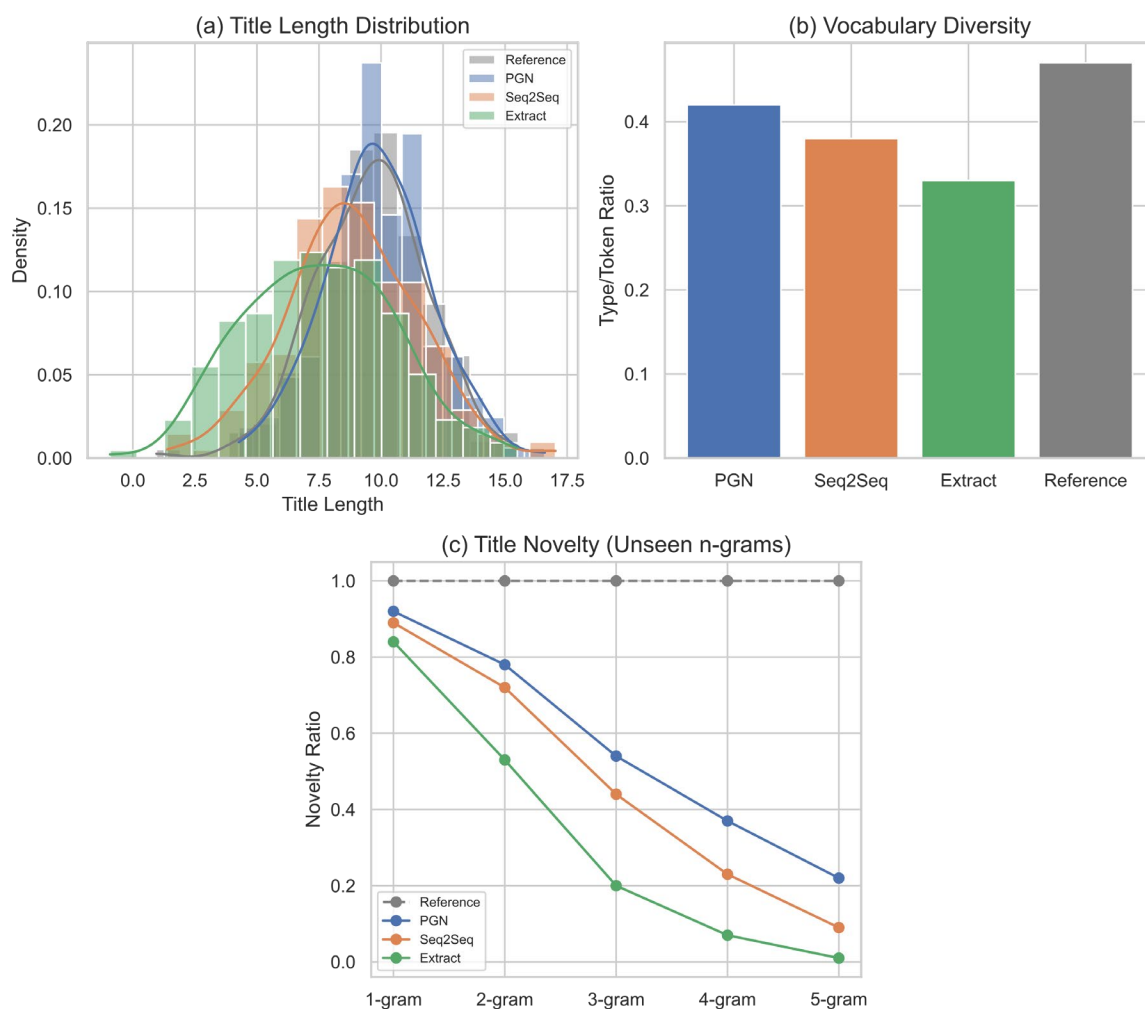 (a) Title Length Distribution
Reference
PGN
Seq2Seq
Extract
0.20
0.15
0.10
0.05
0.00
Density
0.0 2.5 5.0 7.5 10.0 12.5 15.0 17.5
Title Length
(b) Vocabulary Diversity
0.4
0.3
0.2
0.1
0.0
Type/Token Ratio
PGN Seq2Seq Extract Reference
(c) Title Novelty (Unseen n-grams)
1.0
0.8
0.6
0.4
0.2
0.0
Novelty Ratio
Reference
PGN
Seq2Seq
Extract
1-gram 2-gram 3-gram 4-gram 5-gram